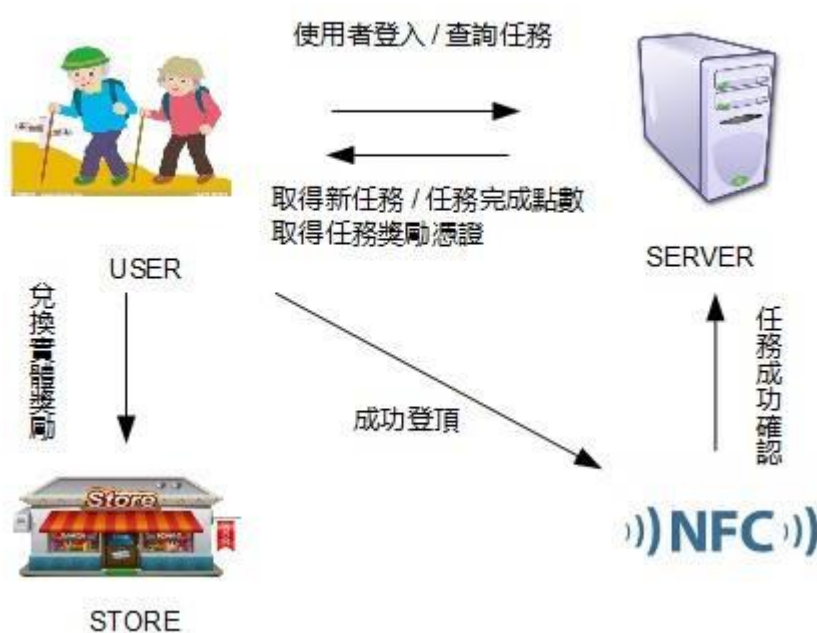 使用者登入 / 查詢任務
取得新任務 / 任務完成點數
取得任務獎勵憑證
USER
SERVER
兌換實體獎勵
成功登頂
任務成功確認
Store
NFC
STORE